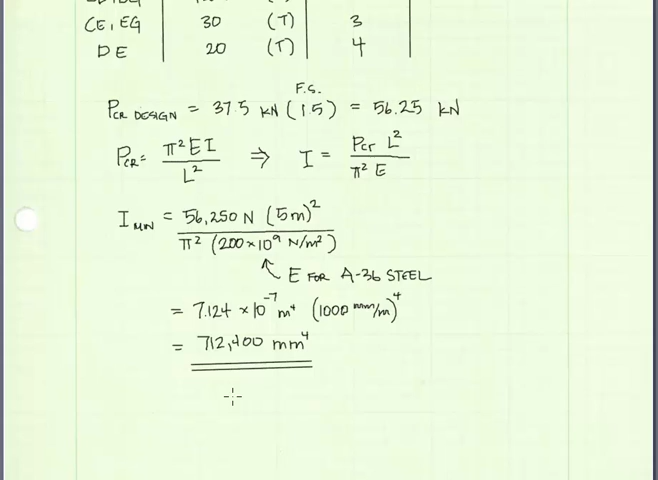 CE, EG 30 (T) 3
DE 20 (T) 4
F.S.
PCR DESIGN = 37.5 kN (1.5) = 56.25 kN
PCR = π² E I / L² ⇒ I = Pcr L² / π² E
I MIN = 56,250 N (5m)² / π² (200×10⁹ N/m²)
↖ E FOR A-36 STEEL
= 7.124 × 10⁻⁷ m⁴ (1000 mm/m)⁴
= 712,400 mm⁴